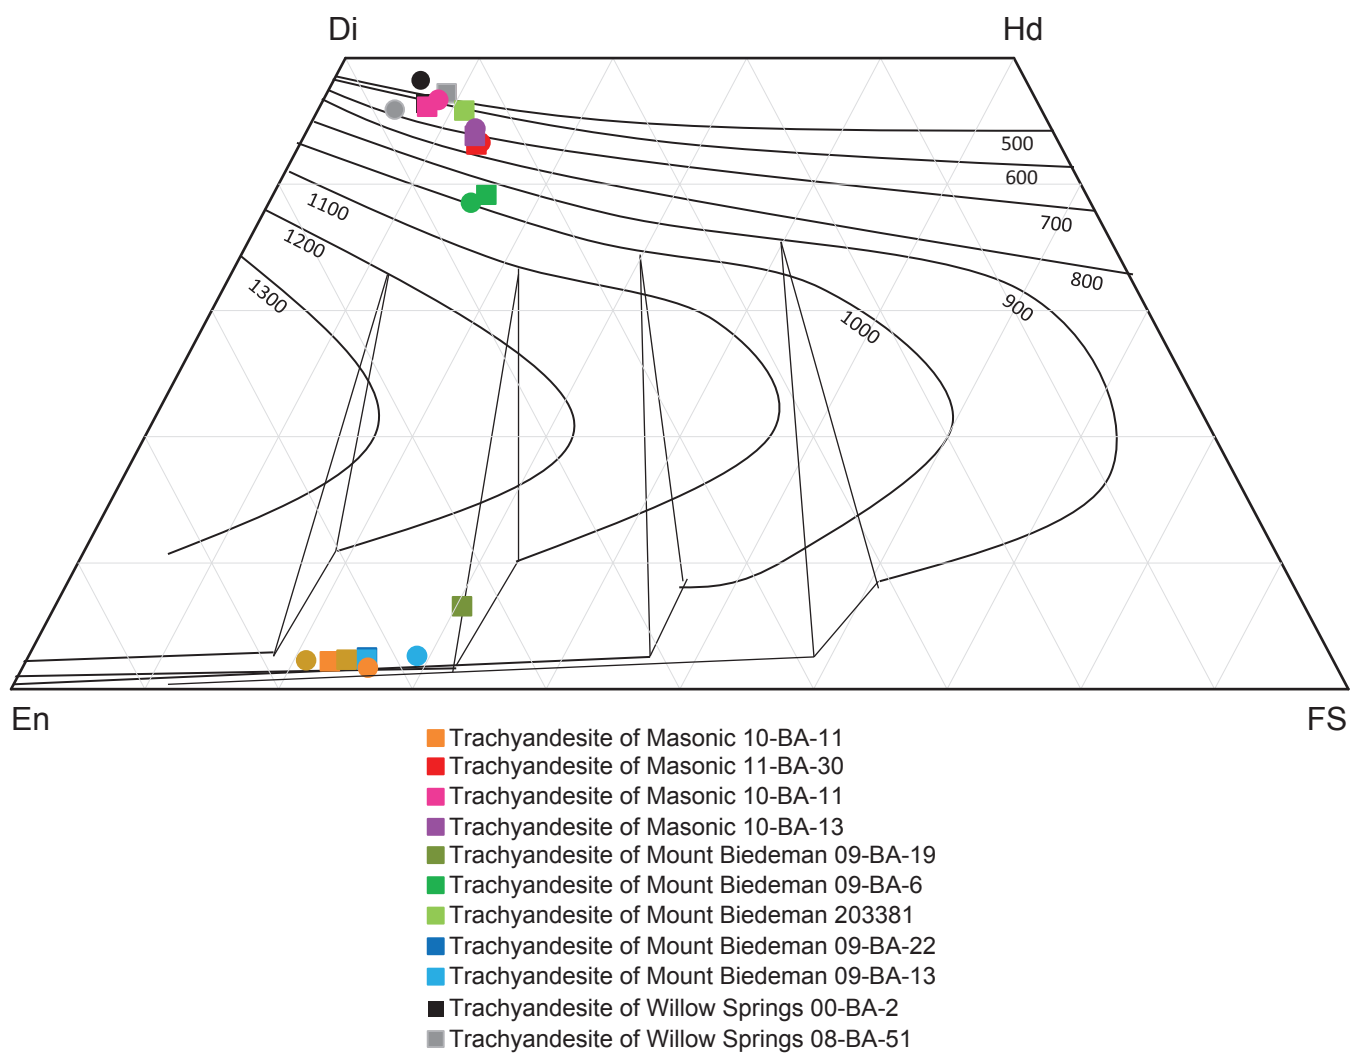 Di
Hd
500
600
700
800
900
1000
1100
1200
1300
En
FS
Trachyandesite of Masonic 10-BA-11
Trachyandesite of Masonic 11-BA-30
Trachyandesite of Masonic 10-BA-11
Trachyandesite of Masonic 10-BA-13
Trachyandesite of Mount Biedeman 09-BA-19
Trachyandesite of Mount Biedeman 09-BA-6
Trachyandesite of Mount Biedeman 203381
Trachyandesite of Mount Biedeman 09-BA-22
Trachyandesite of Mount Biedeman 09-BA-13
Trachyandesite of Willow Springs 00-BA-2
Trachyandesite of Willow Springs 08-BA-51